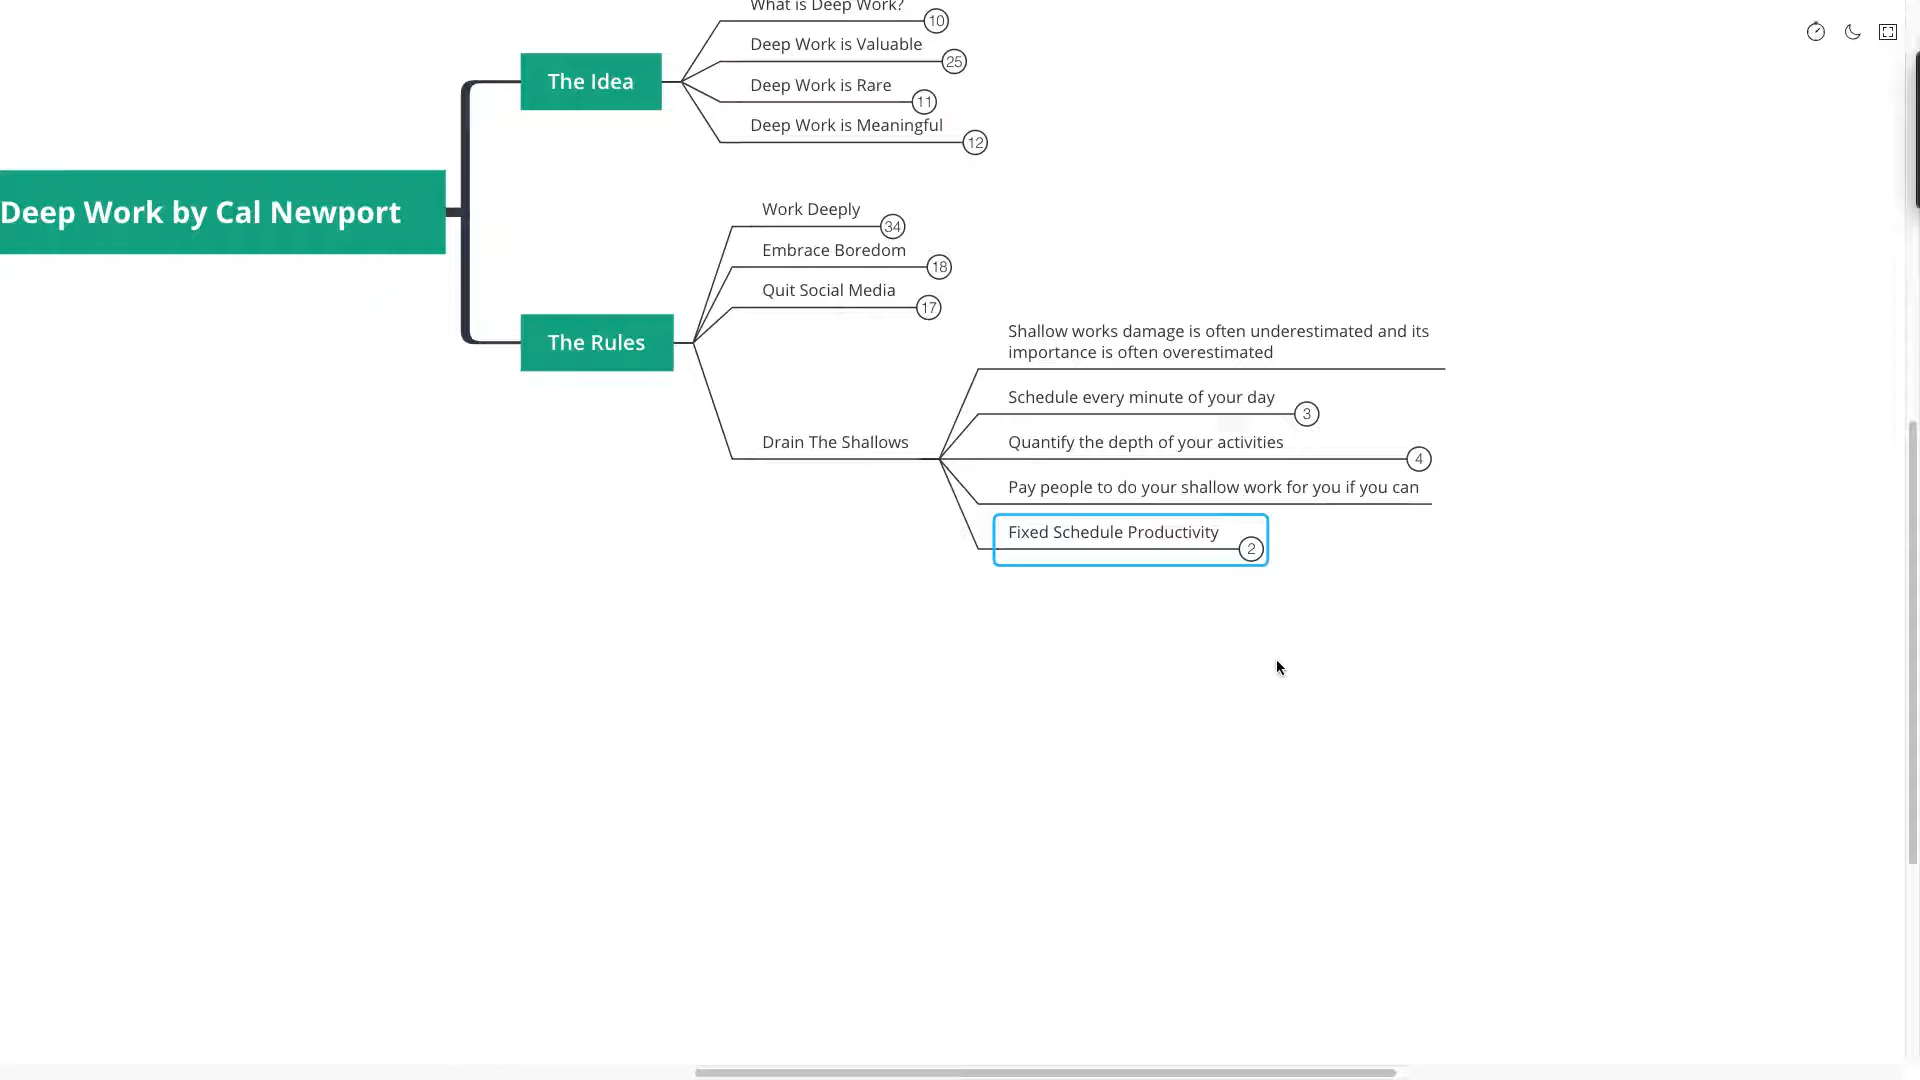 What is Deep Work?
10
Deep Work is Valuable
25
The Idea
Deep Work is Rare
11
Deep Work is Meaningful
12
Deep Work by Cal Newport
Work Deeply
34
Embrace Boredom
18
Quit Social Media
17
The Rules
Shallow works damage is often underestimated and its
importance is often overestimated
Schedule every minute of your day
3
Drain The Shallows
Quantify the depth of your activities
4
Pay people to do your shallow work for you if you can
Fixed Schedule Productivity
2